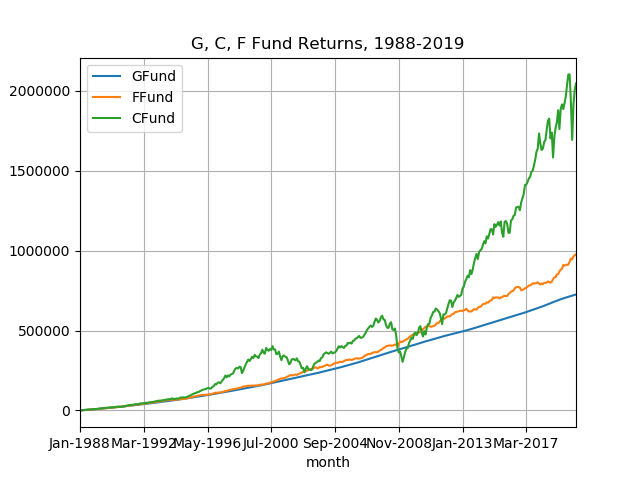 G, C, F Fund Returns, 1988-2019
GFund
FFund
CFund
2000000
1500000
1000000
500000
0
Jan-1988 Mar-1992 May-1996 Jul-2000 Sep-2004 Nov-2008 Jan-2013 Mar-2017
month